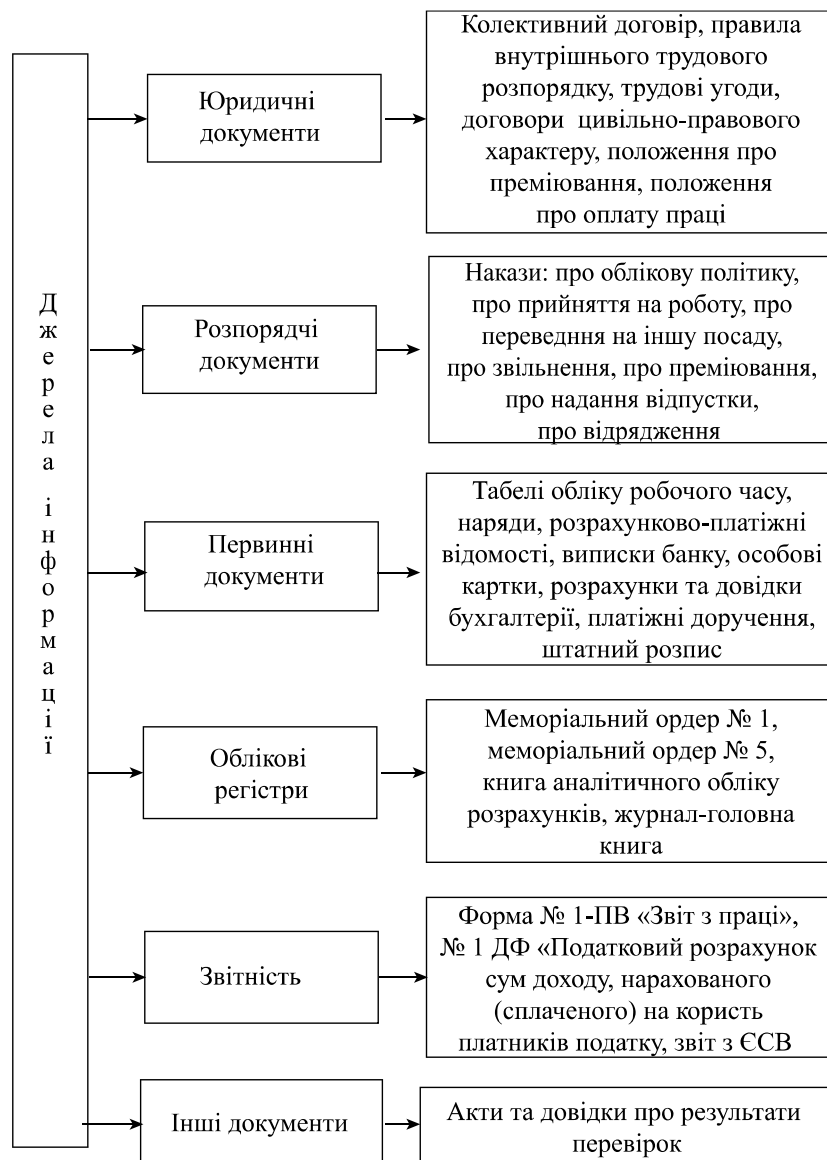 Джерела інформації
Юридичні
документи
Колективний договір, правила
внутрішнього трудового
розпорядку, трудові угоди,
договори цивільно-правового
характеру, положення про
преміювання, положення
про оплату праці
Розпорядчі
документи
Накази: про облікову політику,
про прийняття на роботу, про
переведння на іншу посаду,
про звільнення, про преміювання,
про надання відпустки,
про відрядження
Первинні
документи
Табелі обліку робочого часу,
наряди, розрахунково-платіжні
відомості, виписки банку, особові
картки, розрахунки та довідки
бухгалтерії, платіжні доручення,
штатний розпис
Облікові
регістри
Меморіальний ордер № 1,
меморіальний ордер № 5,
книга аналітичного обліку
розрахунків, журнал-головна
книга
Звітність
Форма № 1-ПВ «Звіт з праці»,
№ 1 ДФ «Податковий розрахунок
сум доходу, нарахованого
(сплаченого) на користь
платників податку, звіт з ЄСВ
Інші документи
Акти та довідки про результати
перевірок